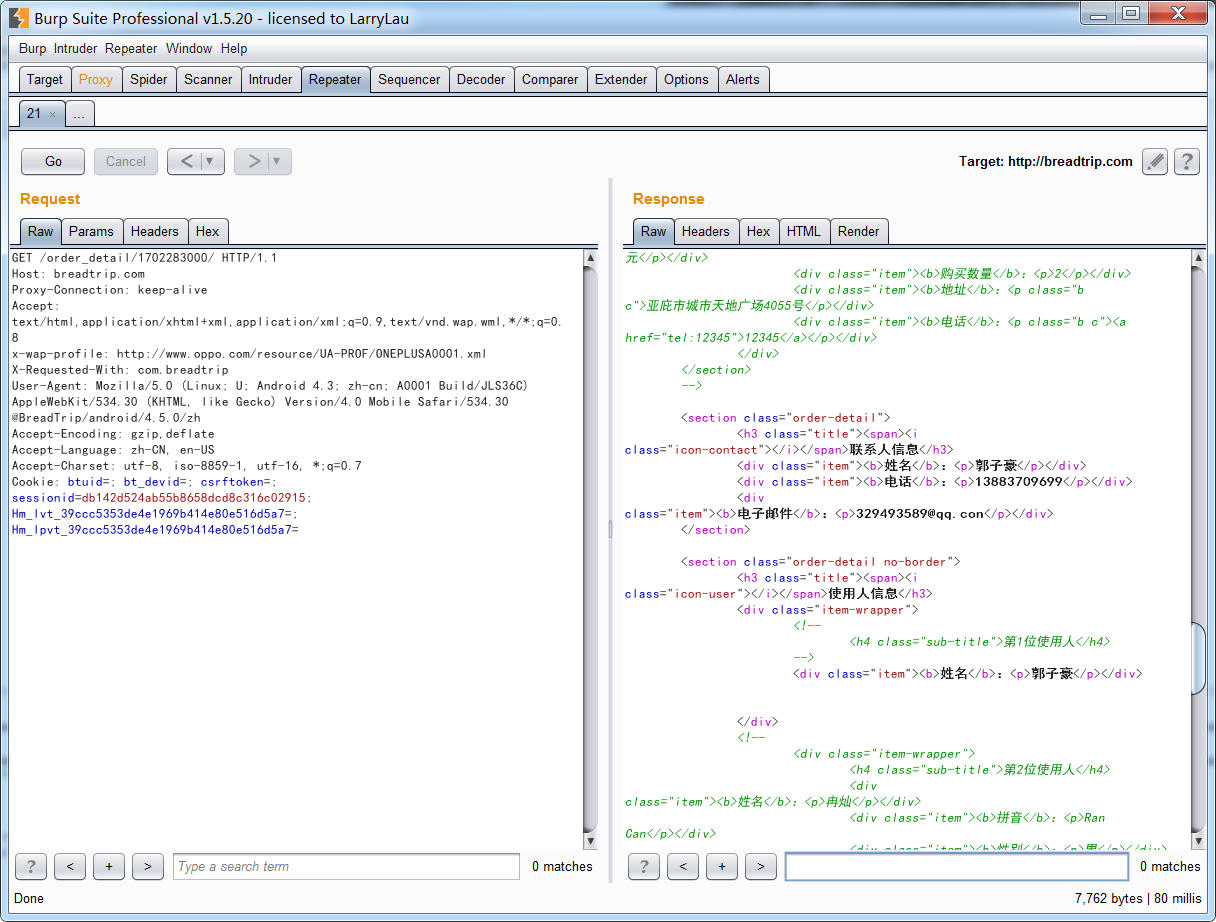 Burp Suite Professional v1.5.20 - licensed to LarryLau
Burp Intruder Repeater Window Help
Target Proxy Spider Scanner Intruder Repeater Sequencer Decoder Comparer Extender Options Alerts
21 × ...
Go Cancel < > Target: http://breadtrip.com ?
Request
Raw Params Headers Hex
GET /order_detail/1702283000/ HTTP/1.1
Host: breadtrip.com
Proxy-Connection: keep-alive
Accept:
text/html,application/xhtml+xml,application/xml;q=0.9,text/vnd.wap.wml,*/*;q=0.
8
x-wap-profile: http://www.oppo.com/resource/UA-PROF/ONEPLUSA0001.xml
X-Requested-With: com.breadtrip
User-Agent: Mozilla/5.0 (Linux; U; Android 4.3; zh-cn; A0001 Build/JLS36C)
AppleWebKit/534.30 (KHTML, like Gecko) Version/4.0 Mobile Safari/534.30
@BreadTrip/android/4.5.0/zh
Accept-Encoding: gzip,deflate
Accept-Language: zh-CN, en-US
Accept-Charset: utf-8, iso-8859-1, utf-16, *;q=0.7
Cookie: btuid=; bt_devid=; csrftoken=;
sessionid=db142d524ab55b8658dcd8c316c02915;
Hm_lvt_39ccc5353de4e1969b414e80e516d5a7=;
Hm_lpvt_39ccc5353de4e1969b414e80e516d5a7=
? < + > Type a search term 0 matches
Response
Raw Headers Hex HTML Render
元</p></div>
<div class="item"><b>购买数量</b>：<p>2</p></div>
<div class="item"><b>地址</b>：<p class="b
c">亚庇市城市天地广场4055号</p></div>
<div class="item"><b>电话</b>：<p class="b c"><a
href="tel:12345">12345</a></p></div>
</div>
</section>
-->
<section class="order-detail">
<h3 class="title"><span><i
class="icon-contact"></i></span>联系人信息</h3>
<div class="item"><b>姓名</b>：<p>郭子豪</p></div>
<div class="item"><b>电话</b>：<p>13883709699</p></div>
<div
class="item"><b>电子邮件</b>：<p>329493589@qq.con</p></div>
</section>
<section class="order-detail no-border">
<h3 class="title"><span><i
class="icon-user"></i></span>使用人信息</h3>
<div class="item-wrapper">
<!--
<h4 class="sub-title">第1位使用人</h4>
-->
<div class="item"><b>姓名</b>：<p>郭子豪</p></div>
</div>
<!--
<div class="item-wrapper">
<h4 class="sub-title">第2位使用人</h4>
<div
class="item"><b>姓名</b>：<p>冉灿</p></div>
<div class="item"><b>拼音</b>：<p>Ran
Can</p></div>
<div class="item"><b>性别</b>：<p>男</p></div>
? < + > 0 matches
Done 7,762 bytes | 80 millis